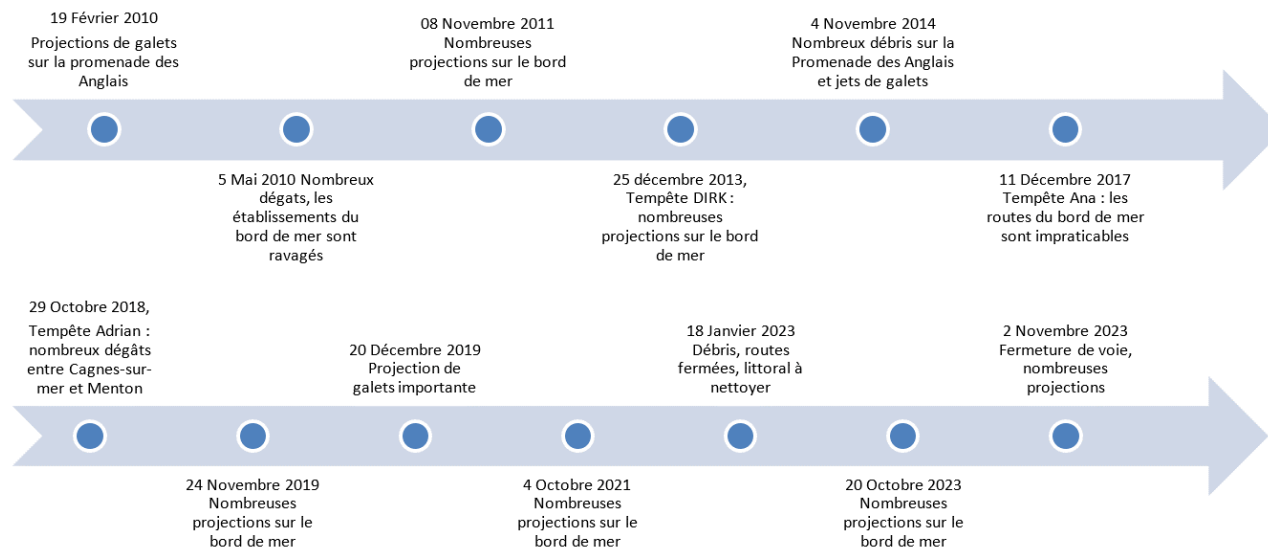 19 Février 2010
Projections de galets
sur la promenade des
Anglais
5 Mai 2010 Nombreux
dégats, les
établissements du
bord de mer sont
ravagés
08 Novembre 2011
Nombreuses
projections sur le bord
de mer
25 décembre 2013,
Tempête DIRK :
nombreuses
projections sur le bord
de mer
4 Novembre 2014
Nombreux débris sur la
Promenade des Anglais
et jets de galets
11 Décembre 2017
Tempête Ana : les
routes du bord de mer
sont impraticables
29 Octobre 2018,
Tempête Adrian :
nombreux dégâts
entre Cagnes-sur-
mer et Menton
24 Novembre 2019
Nombreuses
projections sur le
bord de mer
20 Décembre 2019
Projection de
galets importante
4 Octobre 2021
Nombreuses
projections sur le
bord de mer
18 Janvier 2023
Débris, routes
fermées, littoral à
nettoyer
20 Octobre 2023
Nombreuses
projections sur le
bord de mer
2 Novembre 2023
Fermeture de voie,
nombreuses
projections